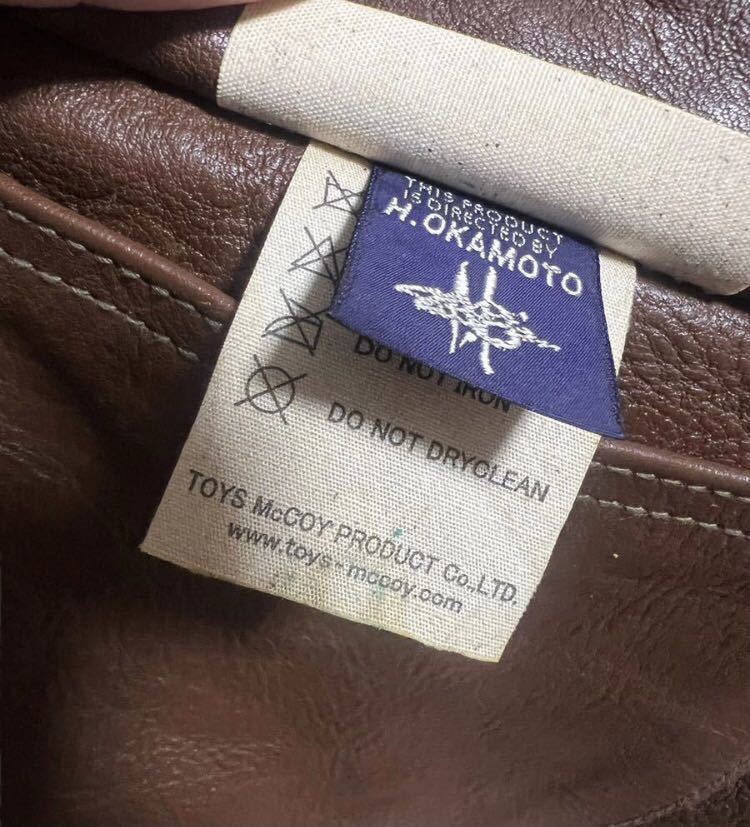 THIS PRODUCT
IS DIRECTED BY
H.OKAMOTO
DO NOT IRON
DO NOT DRYCLEAN
TOYS McCOY PRODUCT Co.,LTD.
www.toys-mccoy.com